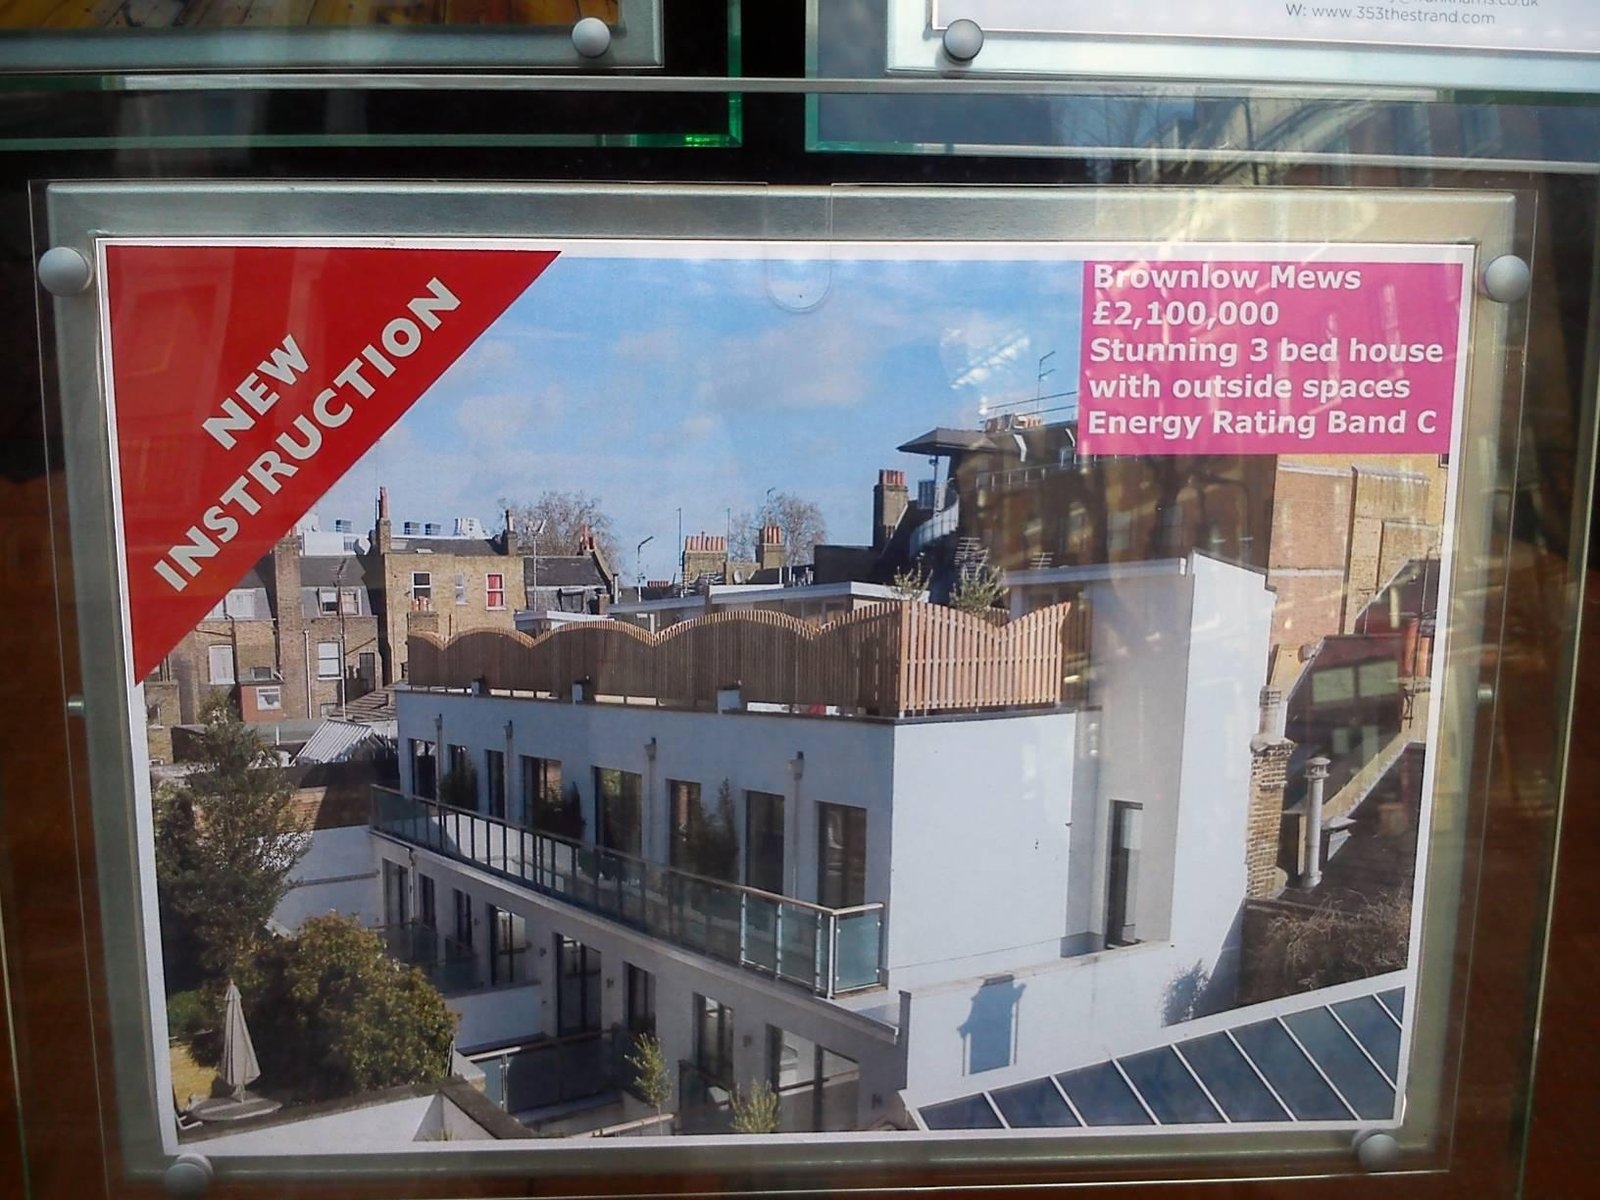 W: www.353thestrand.com
NEW
INSTRUCTION
Brownlow Mews
£2,100,000
Stunning 3 bed house
with outside spaces
Energy Rating Band C